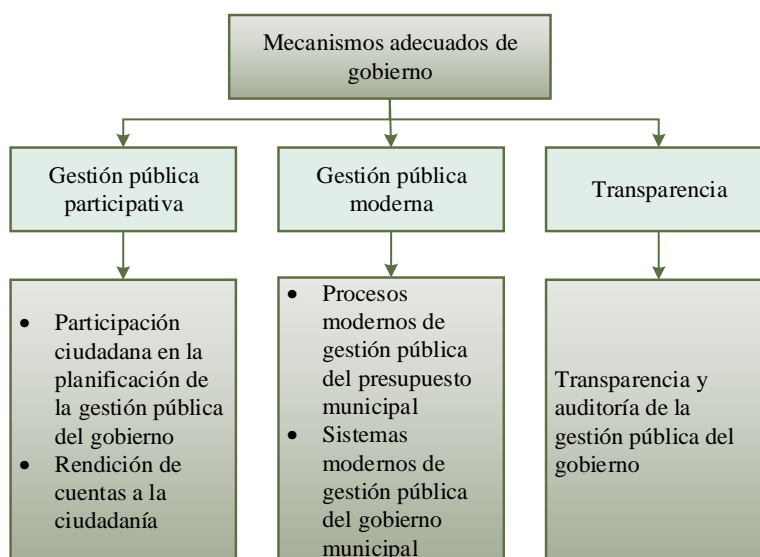 Mecanismos adecuados de
gobierno
Gestión pública
participativa
Gestión pública
moderna
Transparencia
• Participación
ciudadana en la
planificación de
la gestión pública
del gobierno
• Rendición de
cuentas a la
ciudadanía
• Procesos
modernos de
gestión pública
del presupuesto
municipal
• Sistemas
modernos de
gestión pública
del gobierno
municipal
Transparencia y
auditoría de la
gestión pública del
gobierno